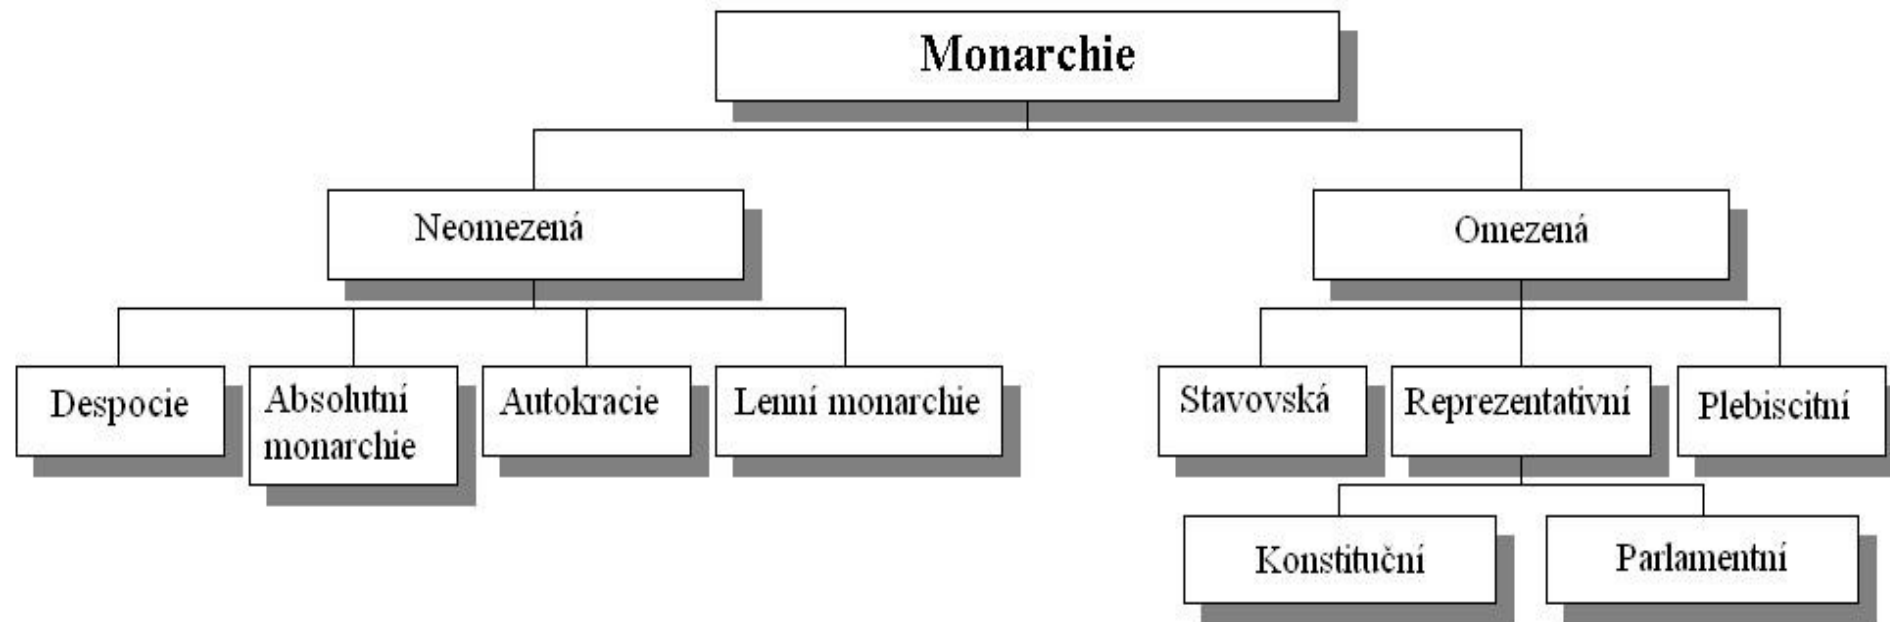 Monarchie
Neomezená
Omezená
Despocie
Absolutní
monarchie
Autokracie
Lenní monarchie
Stavovská
Reprezentativní
Plebiscitní
Konstituční
Parlamentní